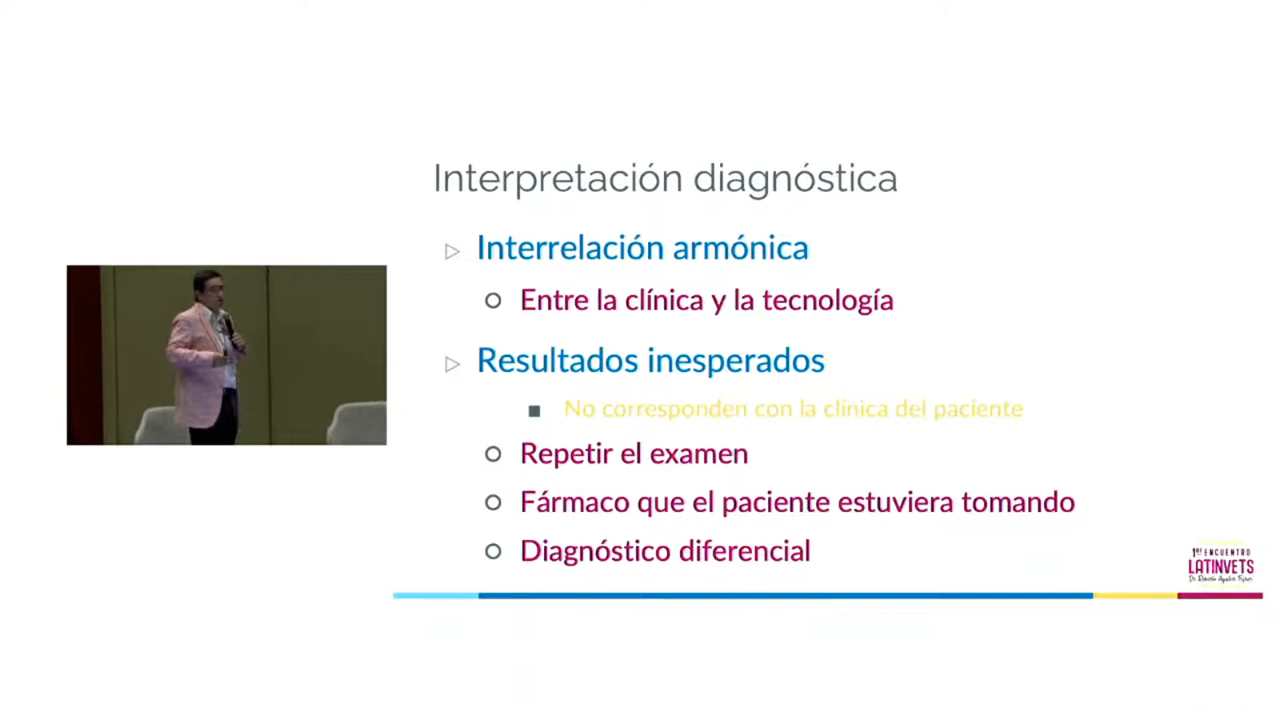 Interpretación diagnóstica
Interrelación armónica
Entre la clínica y la tecnología
Resultados inesperados
No corresponden con la clínica del paciente
Repetir el examen
Fármaco que el paciente estuviera tomando
Diagnóstico diferencial
1er ENCUENTRO
LATINVETS